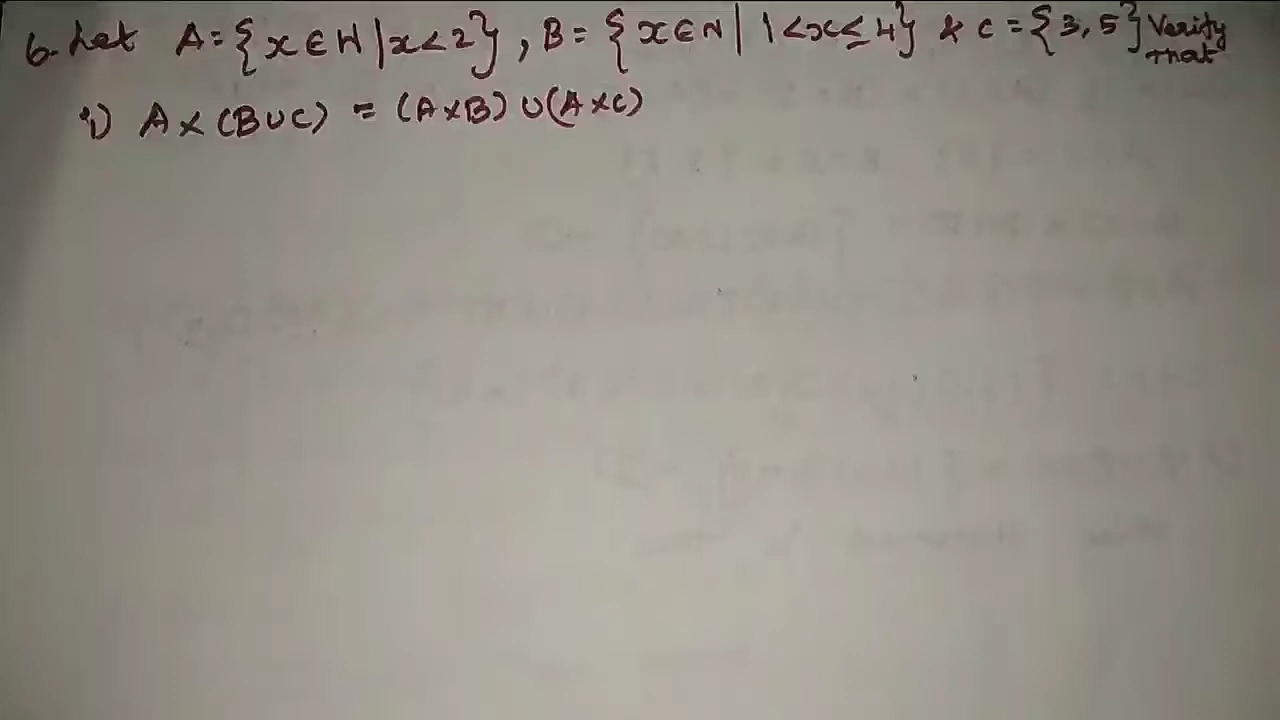 6. Let A = {x ∈ N | x < 2}, B = {x ∈ N | 1 < x ≤ 4} & C = {3, 5} Verify that
i) A × (B ∪ C) = (A × B) ∪ (A × C)